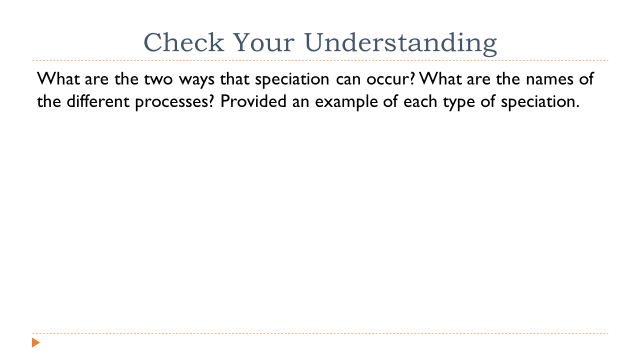 Check Your Understanding
What are the two ways that speciation can occur? What are the names of
the different processes? Provided an example of each type of speciation.